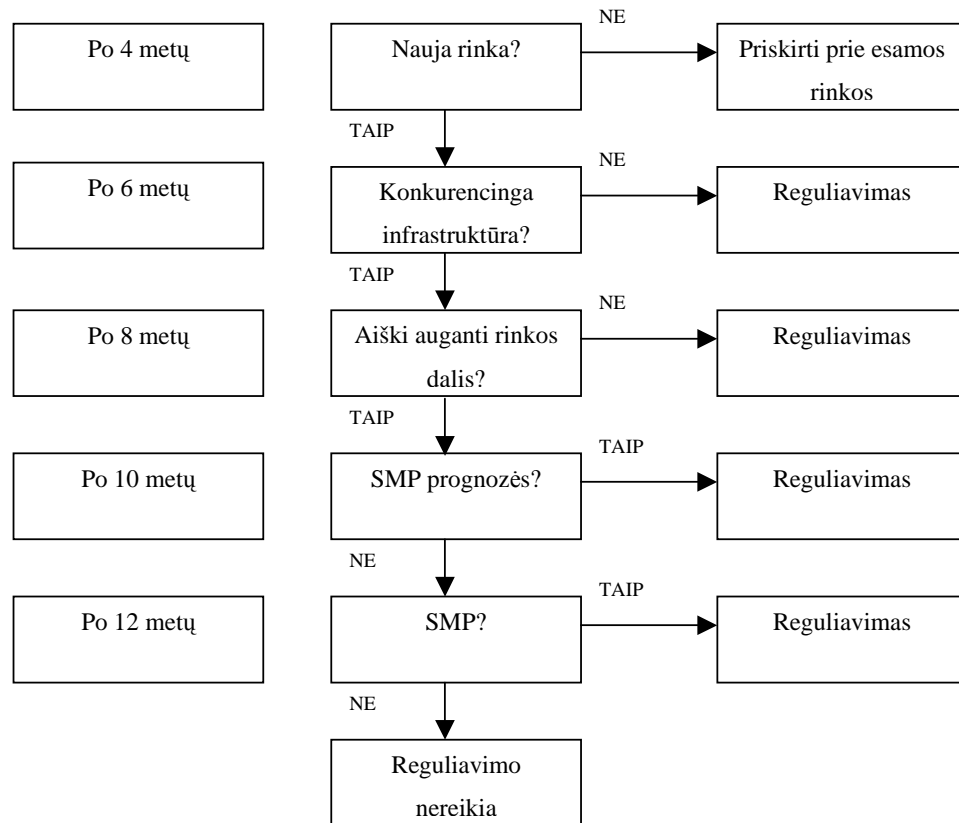 NE
Po 4 metų
Nauja rinka?
Priskirti prie esamos
rinkos
TAIP
NE
Po 6 metų
Konkurencinga
infrastruktūra?
Reguliavimas
TAIP
NE
Po 8 metų
Aiški auganti rinkos
dalis?
Reguliavimas
TAIP
TAIP
Po 10 metų
SMP prognozės?
Reguliavimas
NE
TAIP
Po 12 metų
SMP?
Reguliavimas
NE
Reguliavimo
nereikia